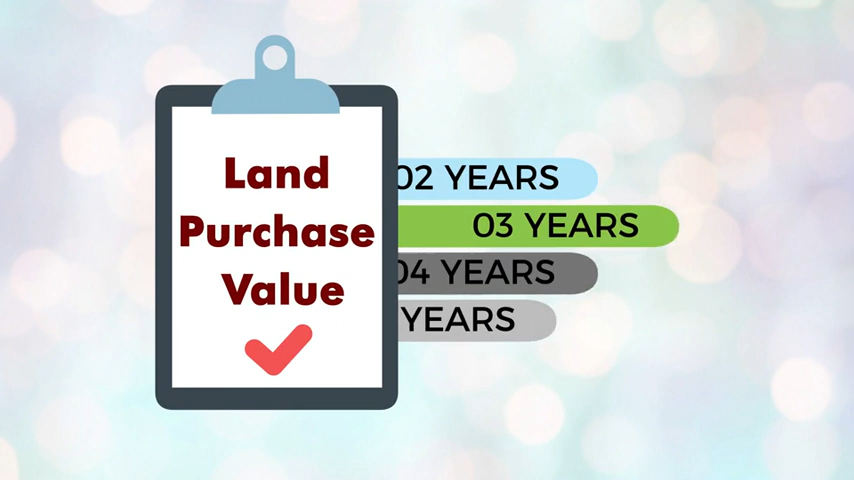 Land
Purchase
Value
02 YEARS
03 YEARS
04 YEARS
YEARS